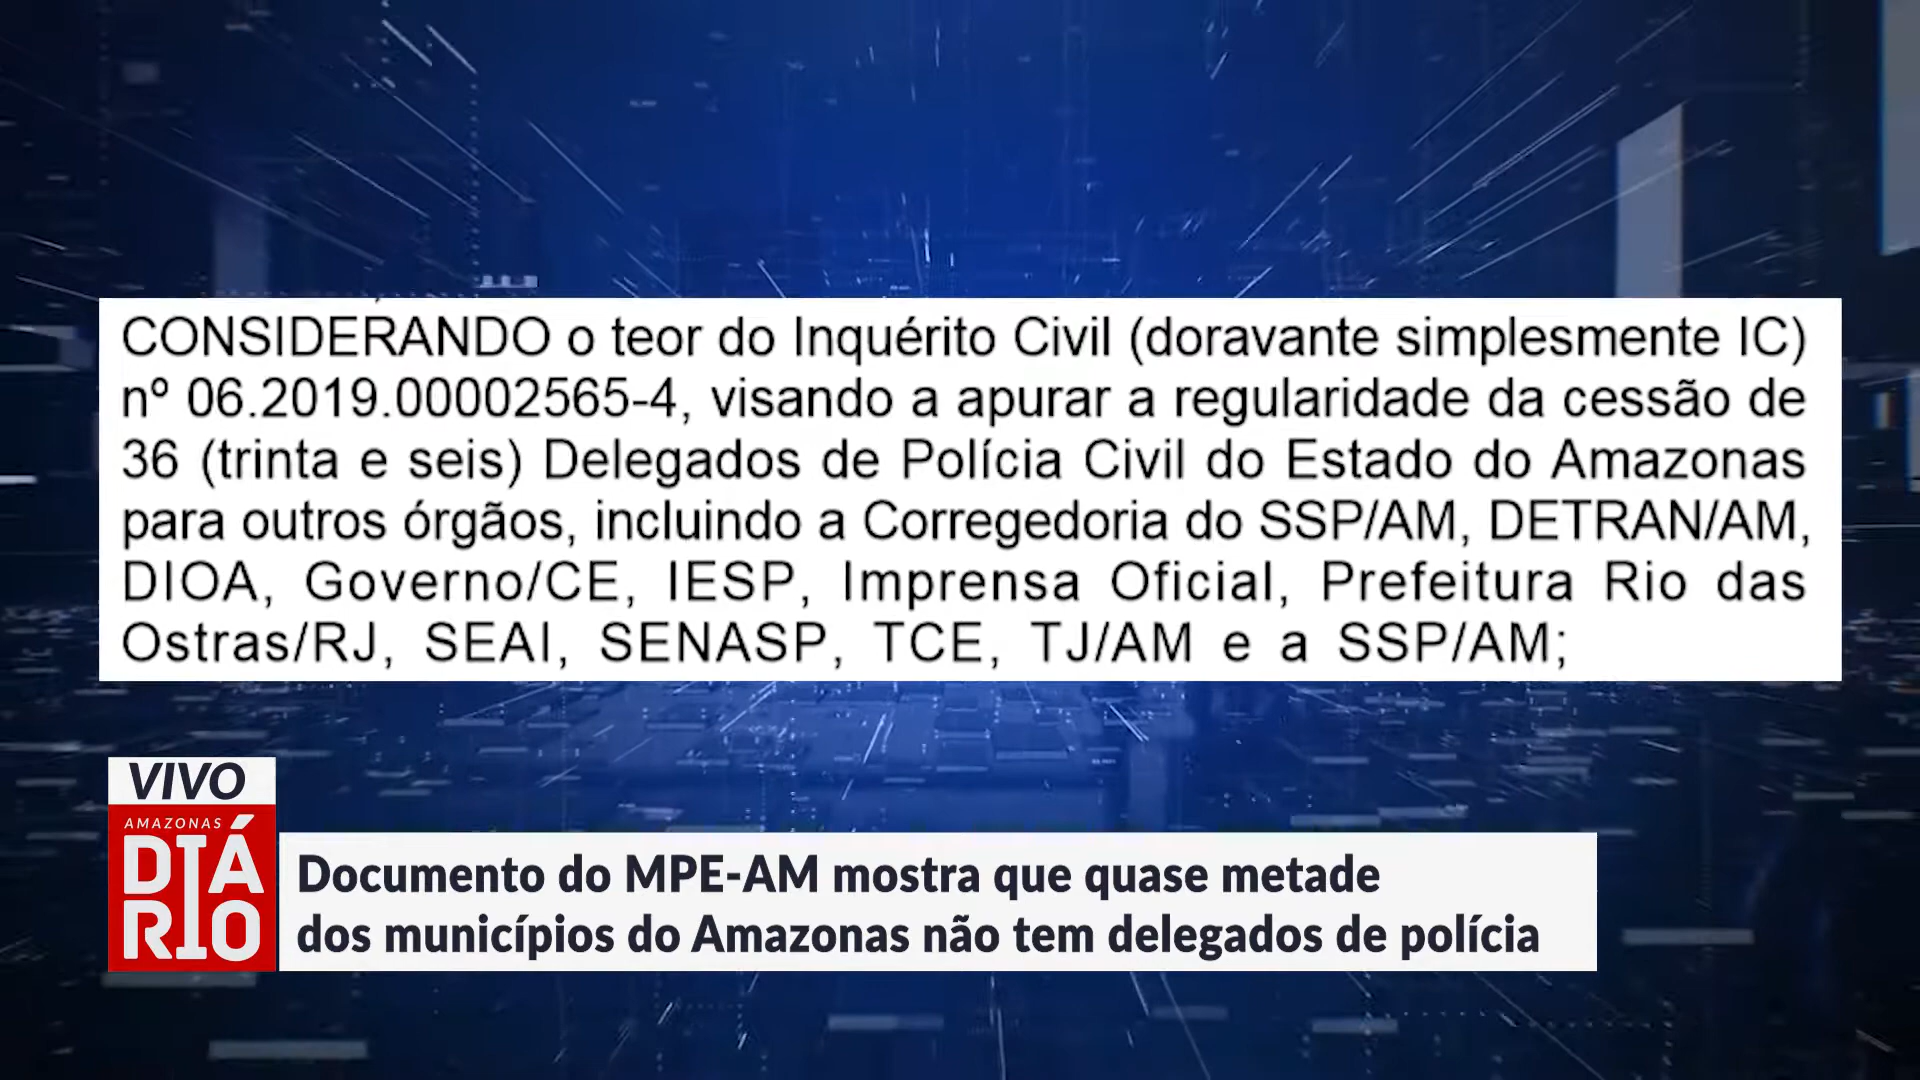 CONSIDERANDO o teor do Inquérito Civil (doravante simplesmente IC)
nº 06.2019.00002565-4, visando a apurar a regularidade da cessão de
36 (trinta e seis) Delegados de Polícia Civil do Estado do Amazonas
para outros órgãos, incluindo a Corregedoria do SSP/AM, DETRAN/AM,
DIOA, Governo/CE, IESP, Imprensa Oficial, Prefeitura Rio das
Ostras/RJ, SEAI, SENASP, TCE, TJ/AM e a SSP/AM;
VIVO
AMAZONAS
DIÁ
RIO
Documento do MPE-AM mostra que quase metade
dos municípios do Amazonas não tem delegados de polícia